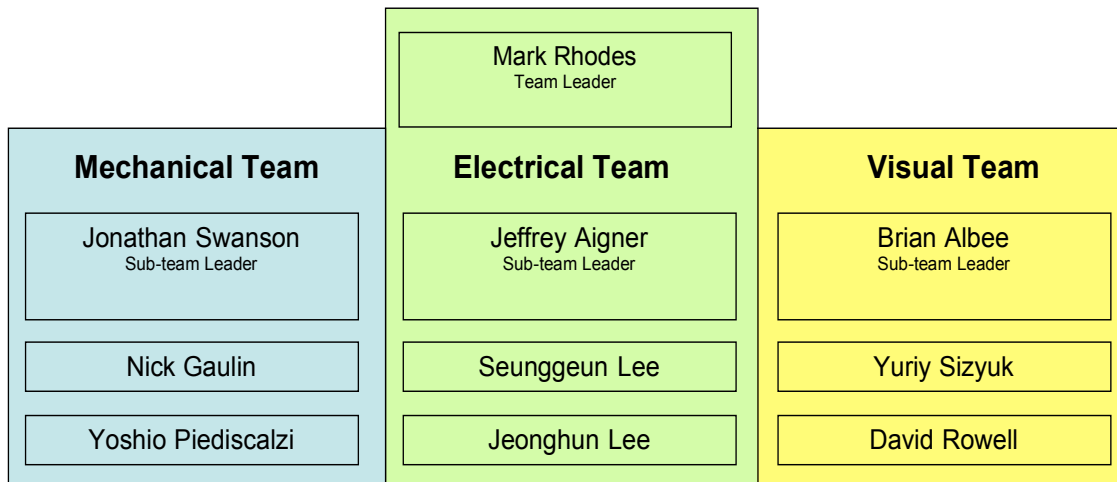 Mark Rhodes
Team Leader
Mechanical Team
Jonathan Swanson
Sub-team Leader
Nick Gaulin
Yoshio Piediscalzi
Electrical Team
Jeffrey Aigner
Sub-team Leader
Seunggeun Lee
Jeonghun Lee
Visual Team
Brian Albee
Sub-team Leader
Yuriy Sizyuk
David Rowell